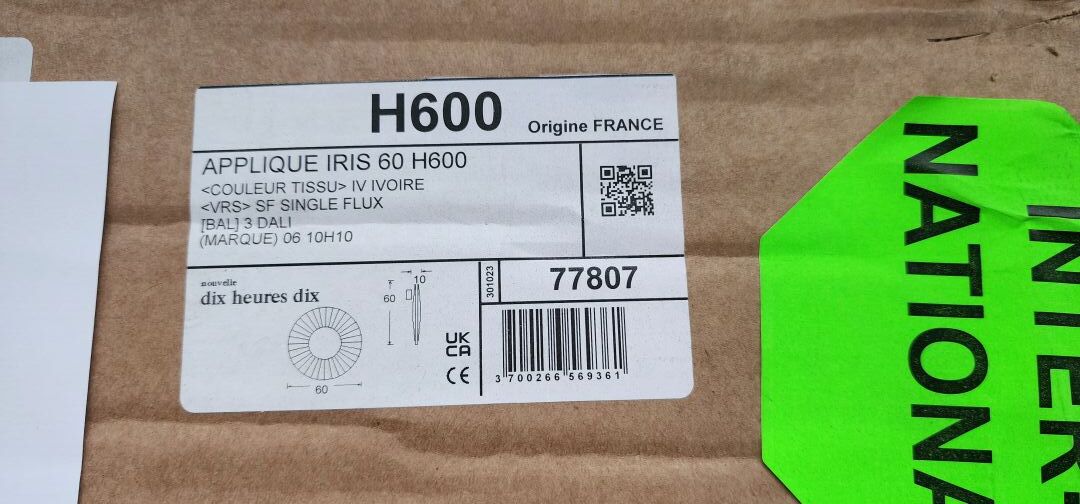 H600
Origine FRANCE
APPLIQUE IRIS 60 H600
<COULEUR TISSU> IV IVOIRE
<VRS> SF SINGLE FLUX
[BAL] 3 DALI
(MARQUE) 06 10H10
nouvelle
dix heures dix
10
60
60
UK
CA
CE
301023
77807
3 700266 569361
INTER
NATIONA